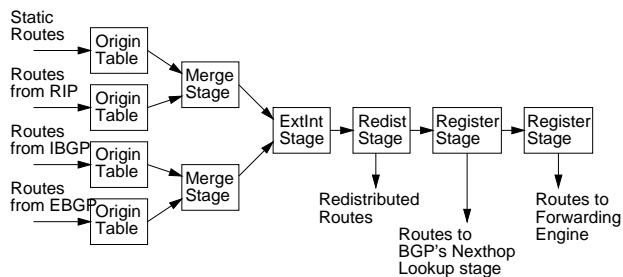 Static
Routes
Origin
Table
Routes
from RIP
Origin
Table
Merge
Stage
Routes
from IBGP
Origin
Table
Routes
from EBGP
Origin
Table
Merge
Stage
ExtInt
Stage
Redist
Stage
Register
Stage
Register
Stage
Redistributed
Routes
Routes to
BGP's Nexthop
Lookup stage
Routes to
Forwarding
Engine